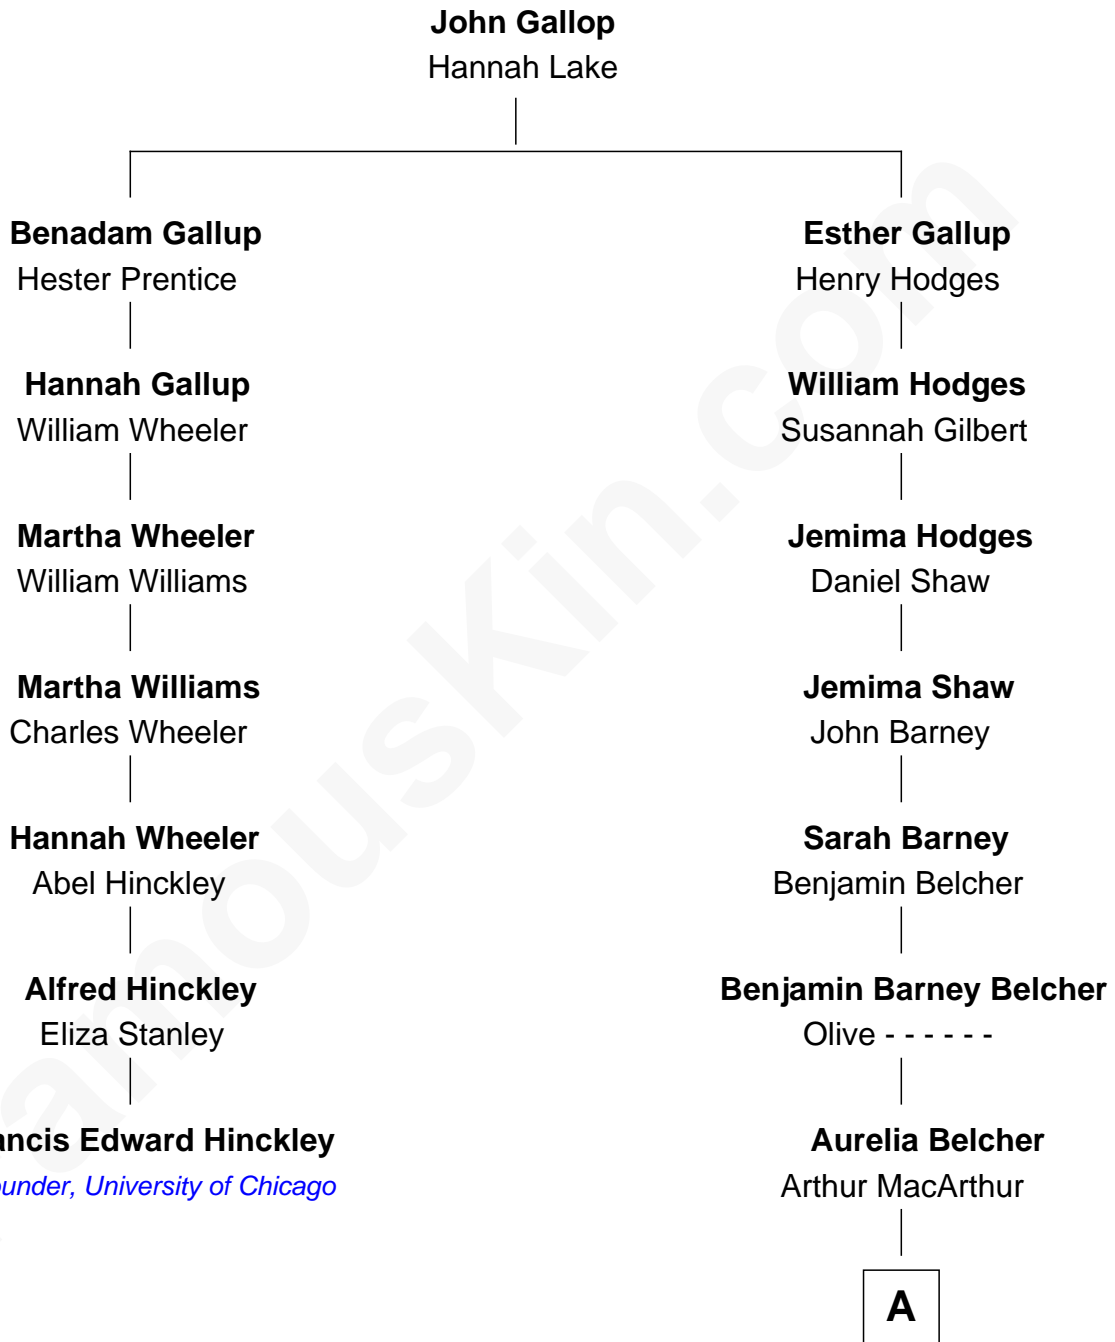 John Gallop
Hannah Lake
Benadam Gallup
Hester Prentice
Esther Gallup
Henry Hodges
Hannah Gallup
William Wheeler
William Hodges
Susannah Gilbert
Martha Wheeler
William Williams
Jemima Hodges
Daniel Shaw
Martha Williams
Charles Wheeler
Jemima Shaw
John Barney
Hannah Wheeler
Abel Hinckley
Sarah Barney
Benjamin Belcher
Alfred Hinckley
Eliza Stanley
Benjamin Barney Belcher
Olive - - - - - -
ancis Edward Hinckley
ounder, University of Chicago
Aurelia Belcher
Arthur MacArthur
A
amousKin.com